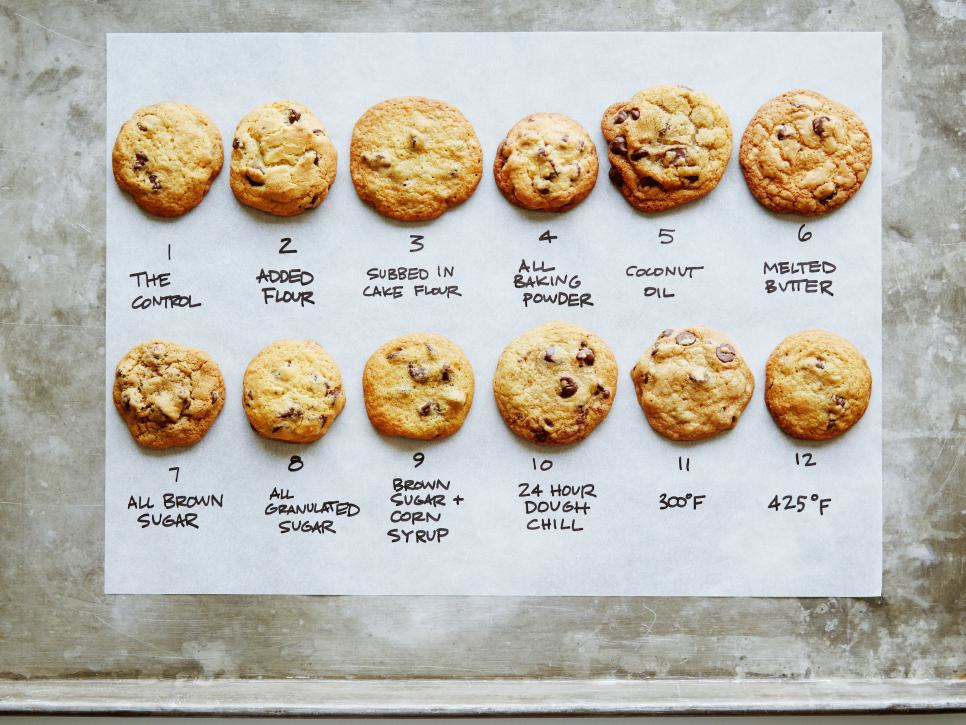 1
THE
CONTROL
2
ADDED
FLOUR
3
SUBBED IN
CAKE FLOUR
4
ALL
BAKING
POWDER
5
COCONUT
OIL
6
MELTED
BUTTER
7
ALL BROWN
SUGAR
8
ALL
GRANULATED
SUGAR
9
BROWN
SUGAR +
CORN
SYRUP
10
24 HOUR
DOUGH
CHILL
11
300°F
12
425°F